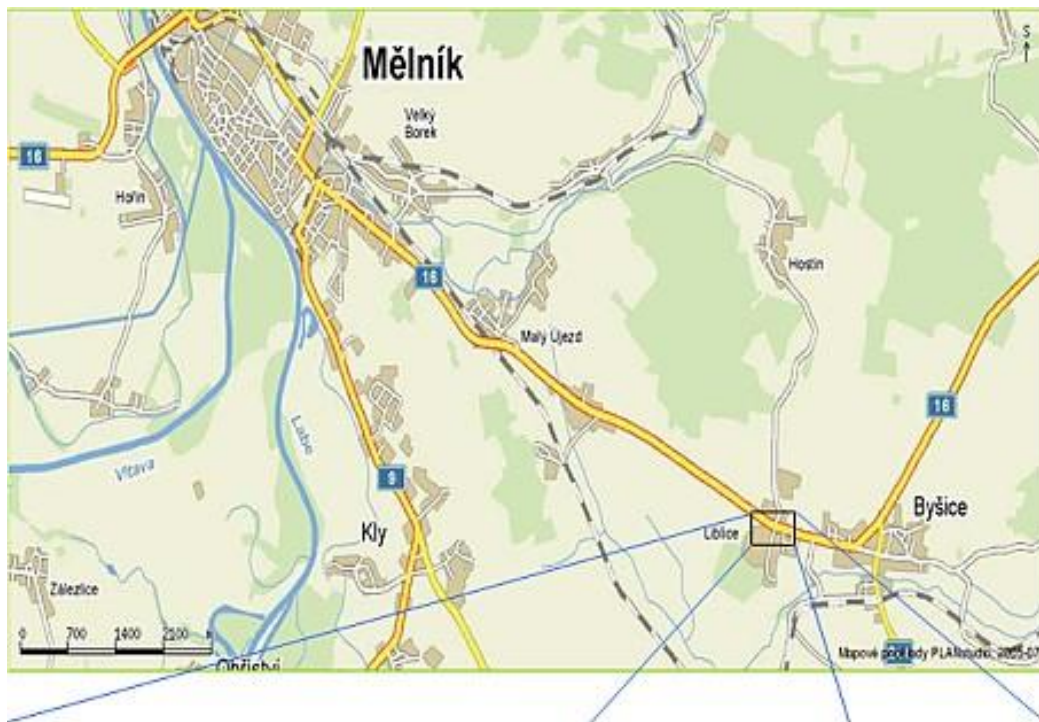 Mělník
S
Velký
Borek
16
Hořín
Hostín
16
Malý Újezd
16
Labe
Vltava
9
Kly
Liblice
Byšice
Zálezlice
0 700 1400 2100
Obříství
Mapové podklady PLANstudio, 2005-07